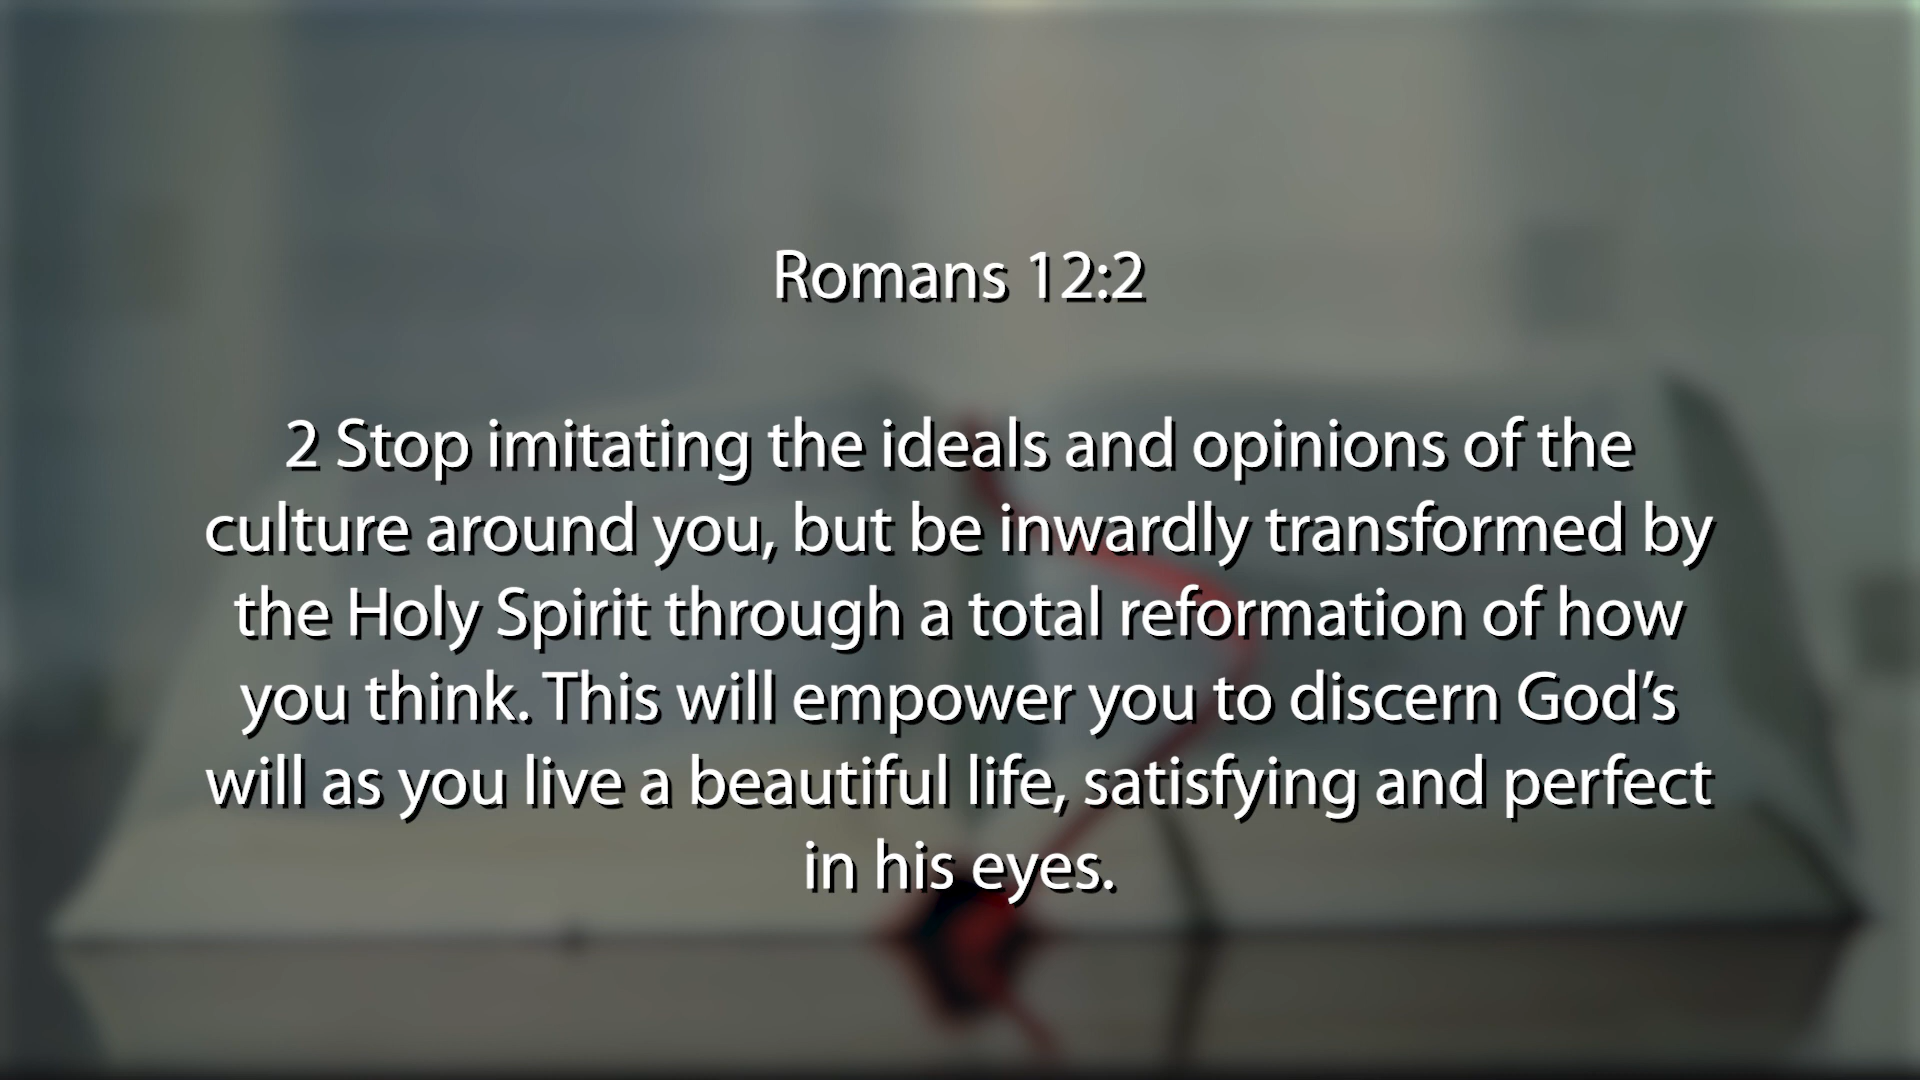 Romans 12:2
2 Stop imitating the ideals and opinions of the
culture around you, but be inwardly transformed by
the Holy Spirit through a total reformation of how
you think. This will empower you to discern God’s
will as you live a beautiful life, satisfying and perfect
in his eyes.